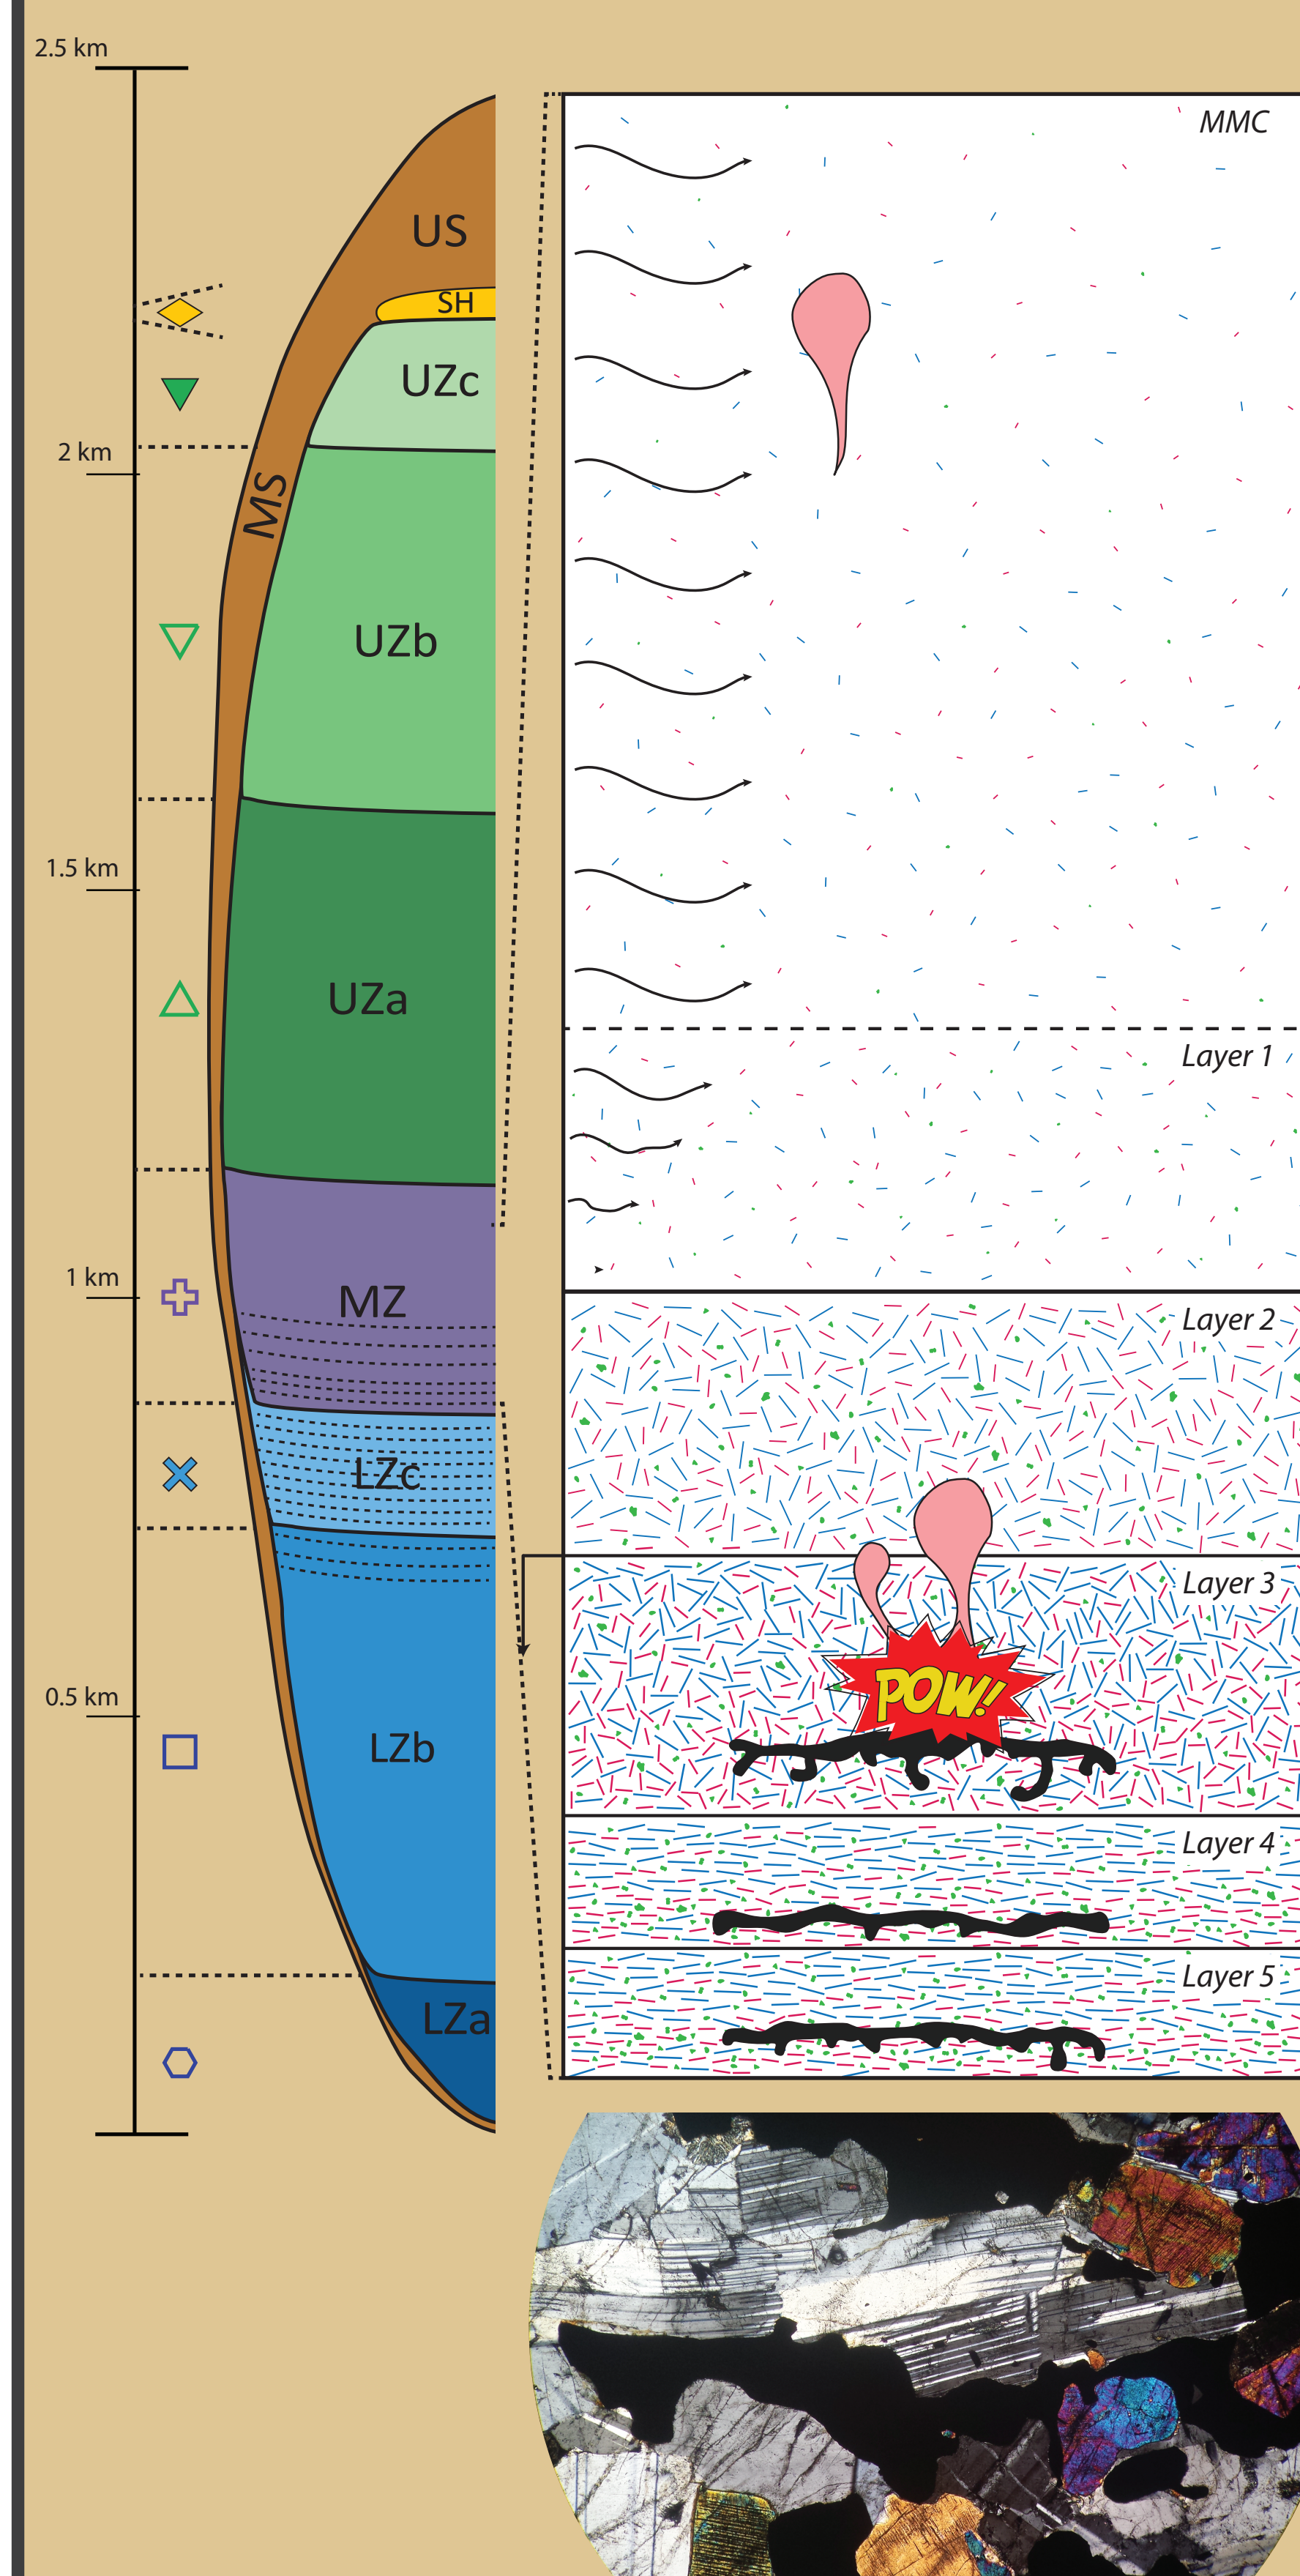 2.5 km
MMC
US
SH
UZc
2 km
MS
UZb
1.5 km
UZa
Layer 1
1 km
MZ
Layer 2
LZc
Layer 3
0.5 km
POW!
LZb
Layer 4
Layer 5
LZa